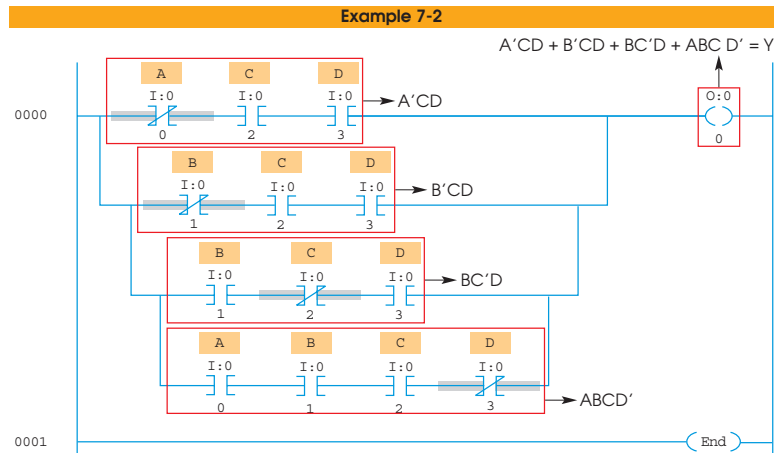 Example 7-2
A'CD + B'CD + BC'D + ABC D' = Y
A C D
I:0 I:0 I:0 A'CD O:0
0000
0 2 3 0
B C D
I:0 I:0 I:0 B'CD
1 2 3
B C D
I:0 I:0 I:0 BC'D
1 2 3
A B C D
I:0 I:0 I:0 I:0
0 1 2 3 ABCD'
0001 End